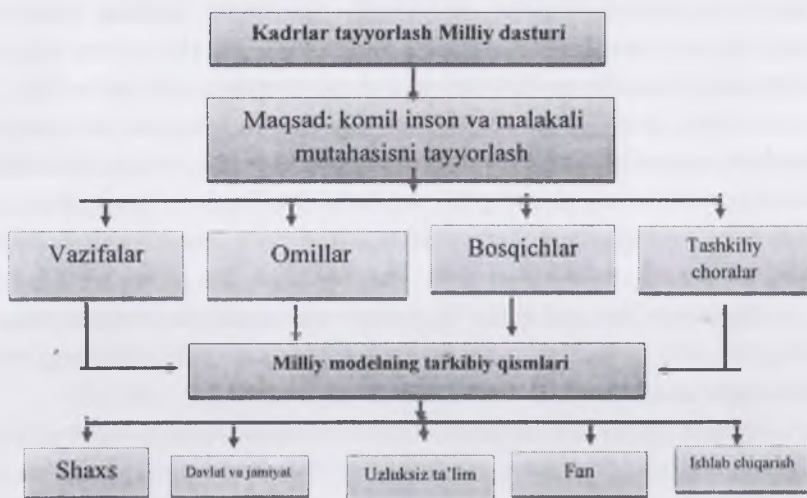 Kadrlar tayyorlash Milliy dasturi
Maqsad: komil inson va malakali
mutahasisni tayyorlash
Vazifalar
Omillar
Bosqichlar
Tashkiliy
choralar
Milliy modelning tarkibiy qismlari
Shaxs
Davlat va jamiyat
Uzluksiz ta'lim
Fan
Ishlab chiqarish